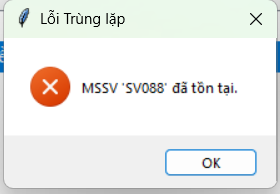 Lỗi Trùng lặp
MSSV 'SV088' đã tồn tại.
OK